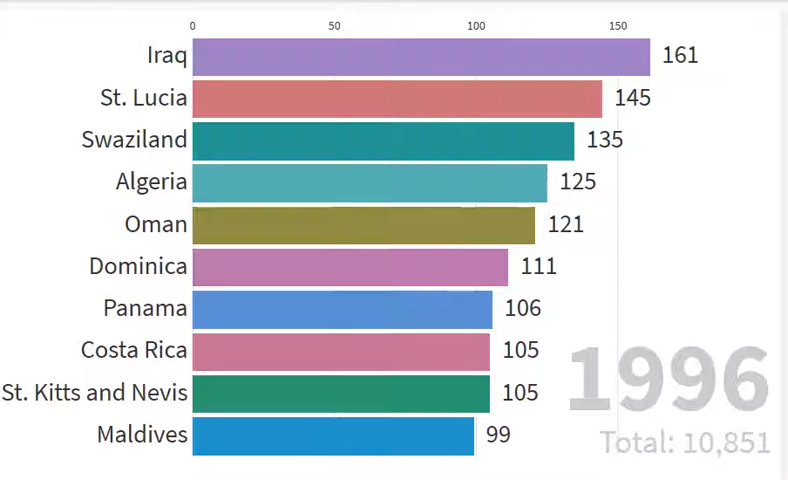 0 50 100 150
Iraq 161
St. Lucia 145
Swaziland 135
Algeria 125
Oman 121
Dominica 111
Panama 106
Costa Rica 105
St. Kitts and Nevis 105
Maldives 99
1996
Total: 10,851